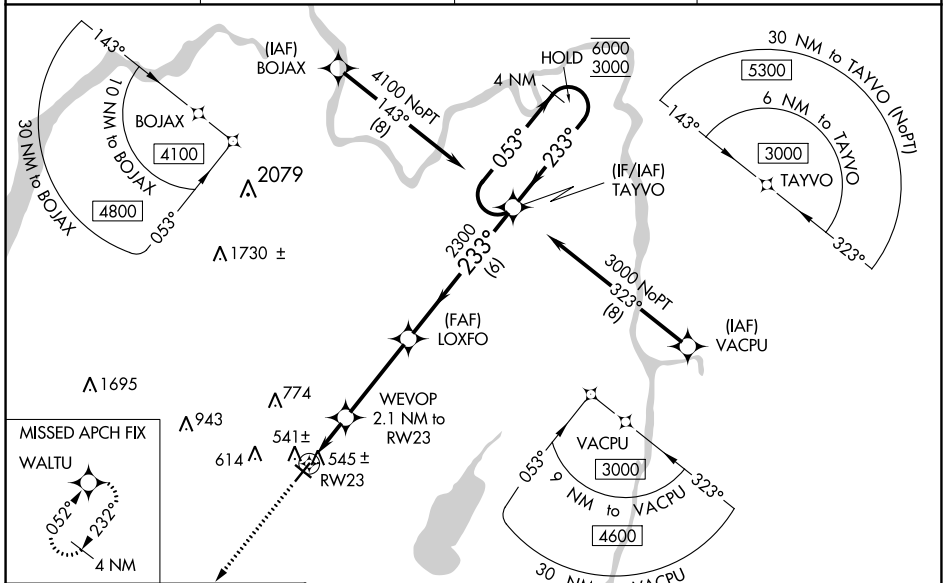 143°
10 NM to BOJAX
BOJAX
4100
30 NM to BOJAX
4800
053°
2079
1730 ±
(IAF)
BOJAX
4100 NoPT
143°
(8)
4 NM
HOLD
6000
3000
053°
233°
(IF/IAF)
TAYVO
30 NM to TAYVO (NoPT)
5300
6 NM to TAYVO
143°
3000
TAYVO
323°
2300
233°
(6)
3000 NoPT
323°
(8)
(IAF)
VACPU
(FAF)
LOXFO
1695
943
774
WEVOP
2.1 NM to
RW23
541±
614
545 ±
RW23
MISSED APCH FIX
WALTU
052°
232°
4 NM
VACPU
3000
053°
323°
9 NM to VACPU
4600
30 NM to VACPU